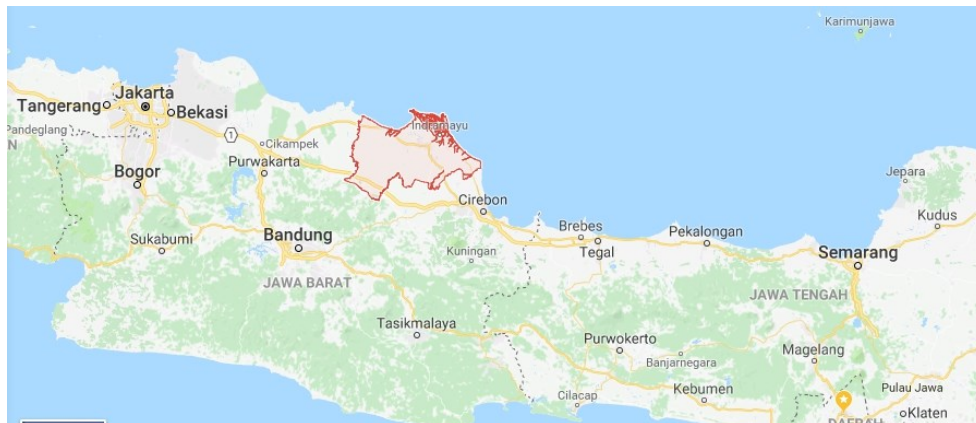 Karimunjawa
Jakarta
Tangerang
Bekasi
Pandeglang
Indramayu
1
Cikampek
Purwakarta
Bogor
Jepara
Cirebon
Kudus
Sukabumi
Bandung
Brebes
Pekalongan
Kuningan
Tegal
Semarang
JAWA BARAT
JAWA TENGAH
Tasikmalaya
Purwokerto
Magelang
Banjarnegara
Pulau Jawa
Kebumen
Cilacap
Klaten
DAERAH